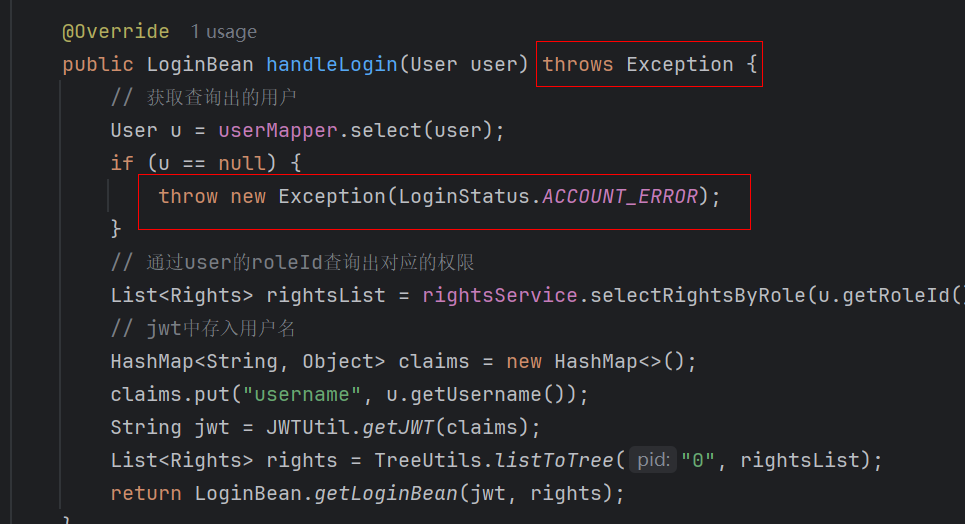 @Override 1 usage
public LoginBean handleLogin(User user) throws Exception {
// 获取查询出的用户
User u = userMapper.select(user);
if (u == null) {
throw new Exception(LoginStatus.ACCOUNT_ERROR);
}
// 通过user的roleId查询出对应的权限
List<Rights> rightsList = rightsService.selectRightsByRole(u.getRoleId()
// jwt中存入用户名
HashMap<String, Object> claims = new HashMap<>();
claims.put("username", u.getUsername());
String jwt = JWTUtil.getJWT(claims);
List<Rights> rights = TreeUtils.listToTree( pid: "0", rightsList);
return LoginBean.getLoginBean(jwt, rights);
}